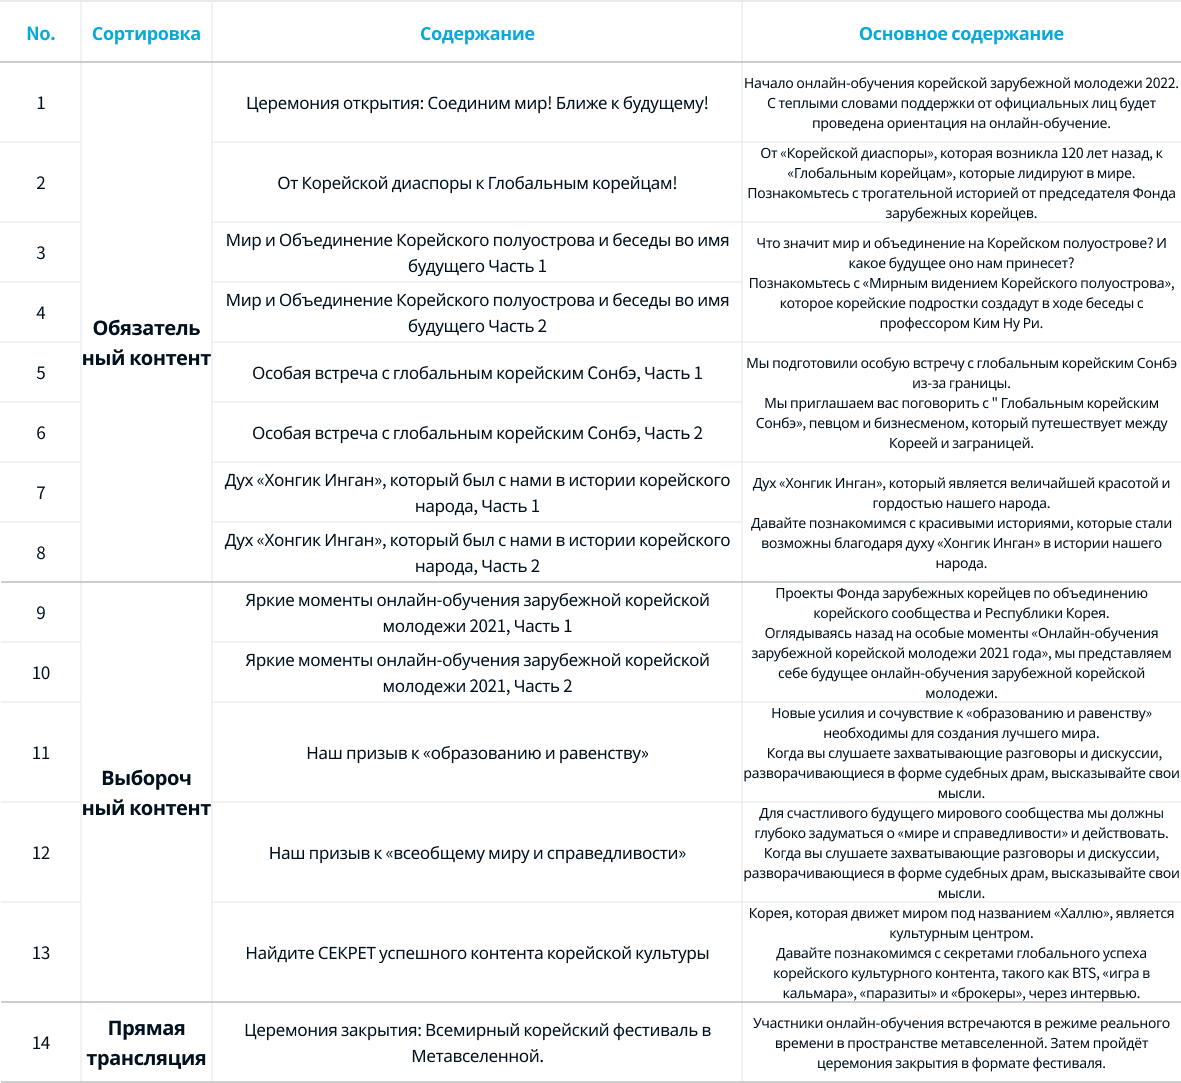 No.
Сортировка
Содержание
Основное содержание
1
Церемония открытия: Соединим мир! Ближе к будущему!
Начало онлайн-обучения корейской зарубежной молодежи 2022.
С теплыми словами поддержки от официальных лиц будет
проведена ориентация на онлайн-обучение.
2
От Корейской диаспоры к Глобальным корейцам!
От «Корейской диаспоры», которая возникла 120 лет назад, к
«Глобальным корейцам», которые лидируют в мире.
Познакомьтесь с трогательной историей от председателя Фонда
зарубежных корейцев.
3
Мир и Объединение Корейского полуострова и беседы во имя
будущего Часть 1
Что значит мир и объединение на Корейском полуострове? И
какое будущее оно нам принесет?
Познакомьтесь с «Мирным видением Корейского полуострова»,
которое корейские подростки создадут в ходе беседы с
профессором Ким Ну Ри.
4
Мир и Объединение Корейского полуострова и беседы во имя
будущего Часть 2
Обязатель
ный контент
5
Особая встреча с глобальным корейским Сонбэ, Часть 1
Мы подготовили особую встречу с глобальным корейским Сонбэ
из-за границы.
Мы приглашаем вас поговорить с " Глобальным корейским
Сонбэ», певцом и бизнесменом, который путешествует между
Кореей и заграницей.
6
Особая встреча с глобальным корейским Сонбэ, Часть 2
7
Дух «Хонгик Инган», который был с нами в истории корейского
народа, Часть 1
Дух «Хонгик Инган», который является величайшей красотой и
гордостью нашего народа.
Давайте познакомимся с красивыми историями, которые стали
возможны благодаря духу «Хонгик Инган» в истории нашего
народа.
8
Дух «Хонгик Инган», который был с нами в истории корейского
народа, Часть 2
9
Яркие моменты онлайн-обучения зарубежной корейской
молодежи 2021, Часть 1
Проекты Фонда зарубежных корейцев по объединению
корейского сообщества и Республики Корея.
Оглядываясь назад на особые моменты «Онлайн-обучения
зарубежной корейской молодежи 2021 года», мы представляем
себе будущее онлайн-обучения зарубежной корейской
молодежи.
10
Яркие моменты онлайн-обучения зарубежной корейской
молодежи 2021, Часть 2
11
Наш призыв к «образованию и равенству»
Новые усилия и сочувствие к «образованию и равенству»
необходимы для создания лучшего мира.
Когда вы слушаете захватывающие разговоры и дискуссии,
разворачивающиеся в форме судебных драм, высказывайте свои
мысли.
Выбороч
ный контент
12
Наш призыв к «всеобщему миру и справедливости»
Для счастливого будущего мирового сообщества мы должны
глубоко задуматься о «мире и справедливости» и действовать.
Когда вы слушаете захватывающие разговоры и дискуссии,
разворачивающиеся в форме судебных драм, высказывайте свои
мысли.
13
Найдите СЕКРЕТ успешного контента корейской культуры
Корея, которая движет миром под названием «Халлю», является
культурным центром.
Давайте познакомимся с секретами глобального успеха
корейского культурного контента, такого как BTS, «игра в
кальмара», «паразиты» и «брокеры», через интервью.
14
Прямая
трансляция
Церемония закрытия: Всемирный корейский фестиваль в
Метавселенной.
Участники онлайн-обучения встречаются в режиме реального
времени в пространстве метавселенной. Затем пройдёт
церемония закрытия в формате фестиваля.